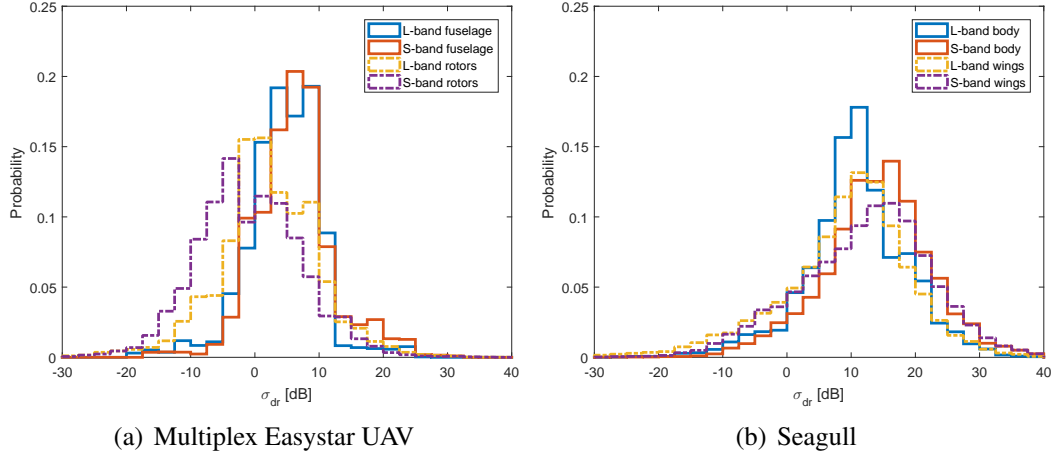 0.25
0.2
0.15
0.1
0.05
0
Probability
-30 -20 -10 0 10 20 30 40
σdr [dB]
L-band fuselage
S-band fuselage
L-band rotors
S-band rotors
(a) Multiplex Easystar UAV
0.25
0.2
0.15
0.1
0.05
0
Probability
-30 -20 -10 0 10 20 30 40
σdr [dB]
L-band body
S-band body
L-band wings
S-band wings
(b) Seagull